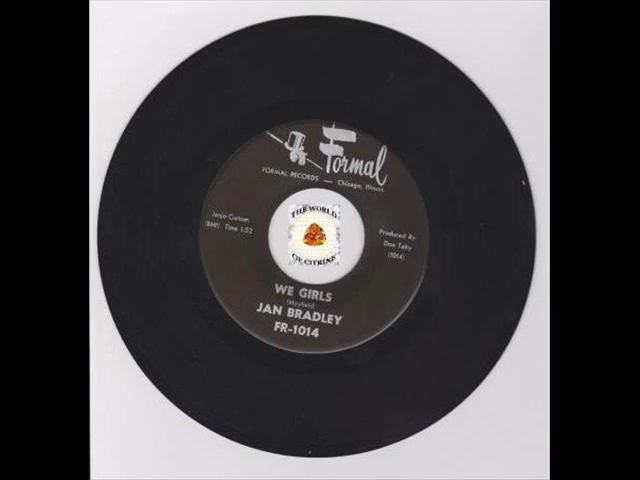 Formal
FORMAL RECORDS — Chicago, Illinois
Janjo-Curtom
(BMI) Time 1:52
Produced By
Don Talty
(1014)
THE WORLD
OF CITRINE
WE GIRLS
(Mayfield)
JAN BRADLEY
FR-1014